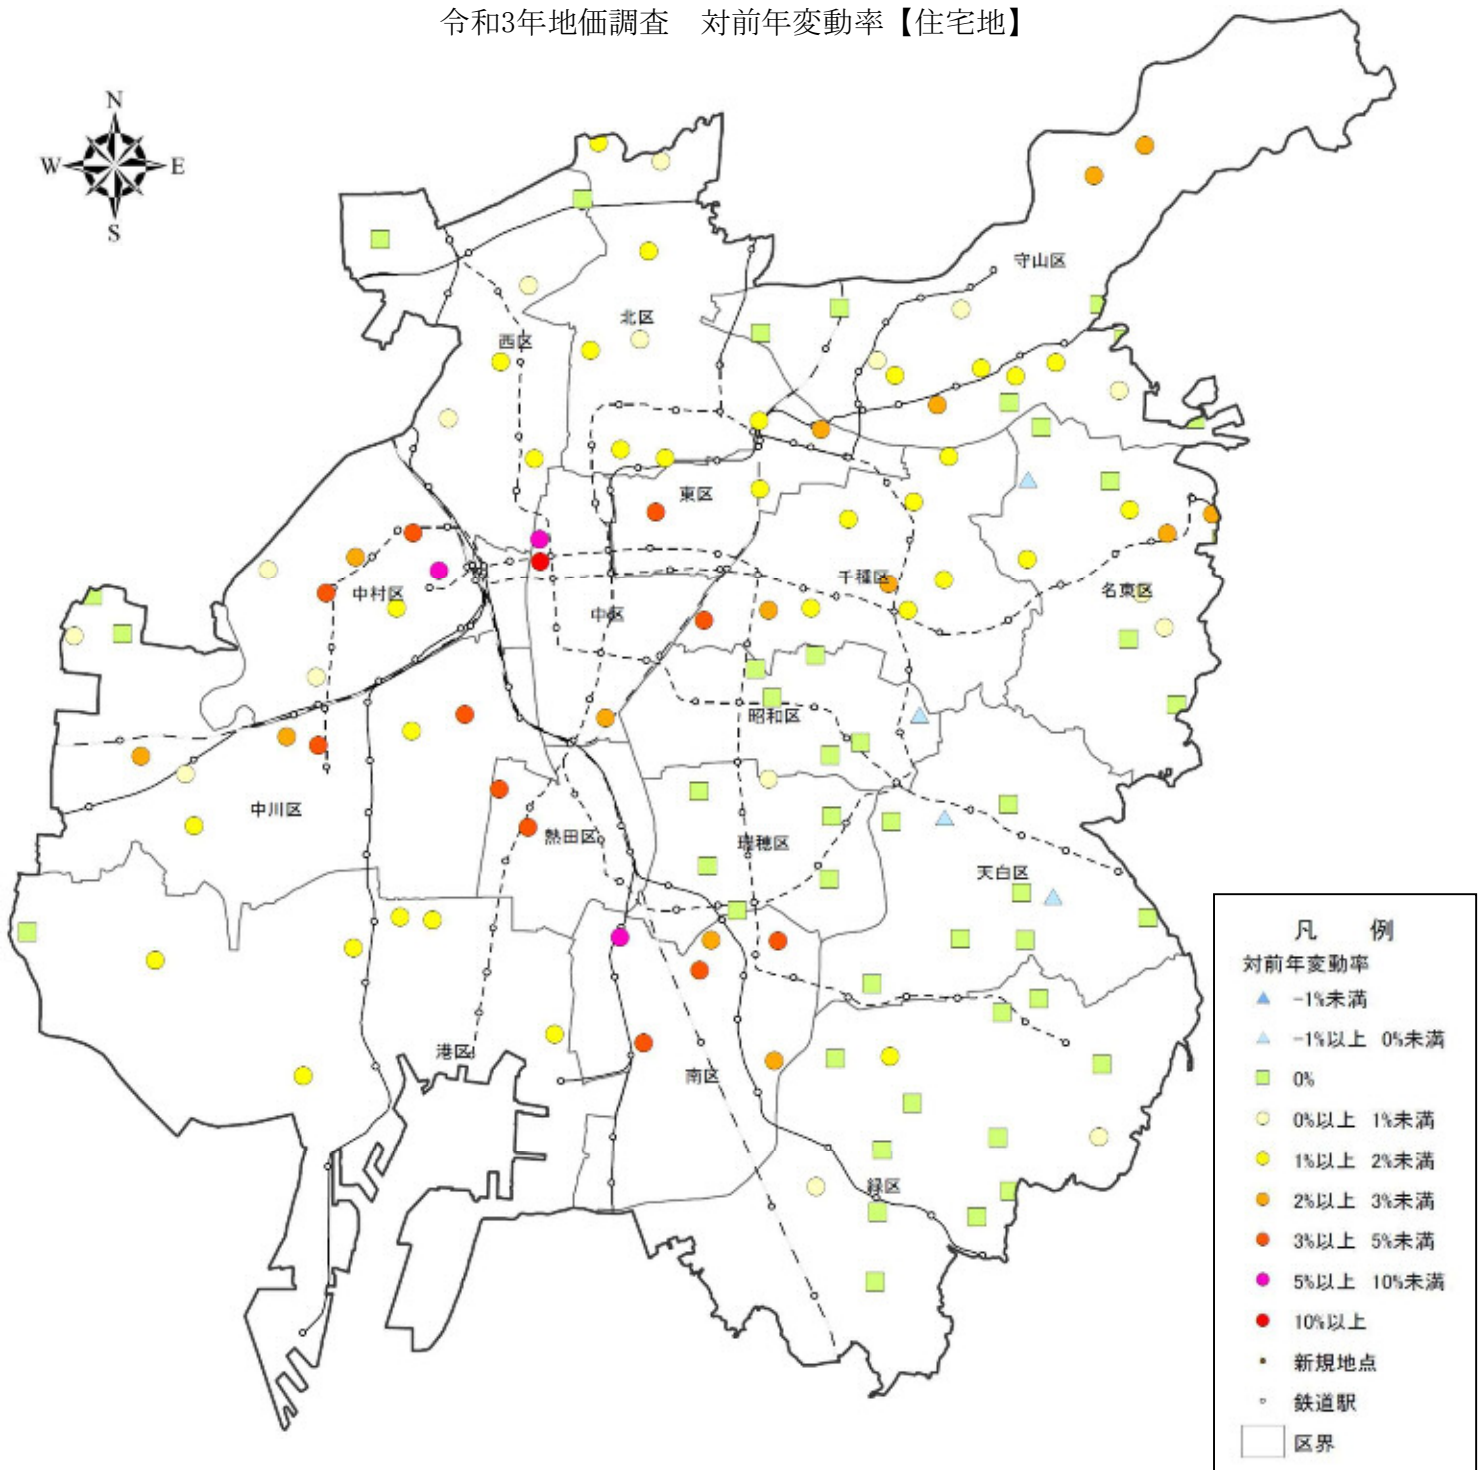 令和3年地価調査　対前年変動率【住宅地】
N
W E
S
守山区
北区
西区
東区
千種区
名東区
中村区
中区
昭和区
中川区
熱田区
瑞穂区
天白区
港区
南区
緑区
凡　例
対前年変動率
-1%未満
-1%以上　0%未満
0%
0%以上　1%未満
1%以上　2%未満
2%以上　3%未満
3%以上　5%未満
5%以上　10%未満
10%以上
新規地点
鉄道駅
区界